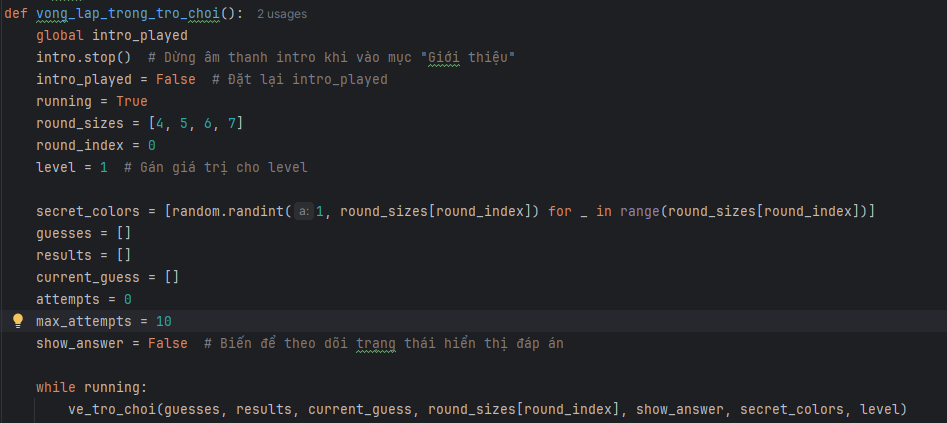 def vong_lap_trong_tro_choi(): 2 usages
global intro_played
intro.stop() # Dừng âm thanh intro khi vào mục "Giới thiệu"
intro_played = False # Đặt lại intro_played
running = True
round_sizes = [4, 5, 6, 7]
round_index = 0
level = 1 # Gán giá trị cho level
secret_colors = [random.randint(a: 1, round_sizes[round_index]) for _ in range(round_sizes[round_index])]
guesses = []
results = []
current_guess = []
attempts = 0
max_attempts = 10
show_answer = False # Biến để theo dõi trạng thái hiển thị đáp án
while running:
ve_tro_choi(guesses, results, current_guess, round_sizes[round_index], show_answer, secret_colors, level)